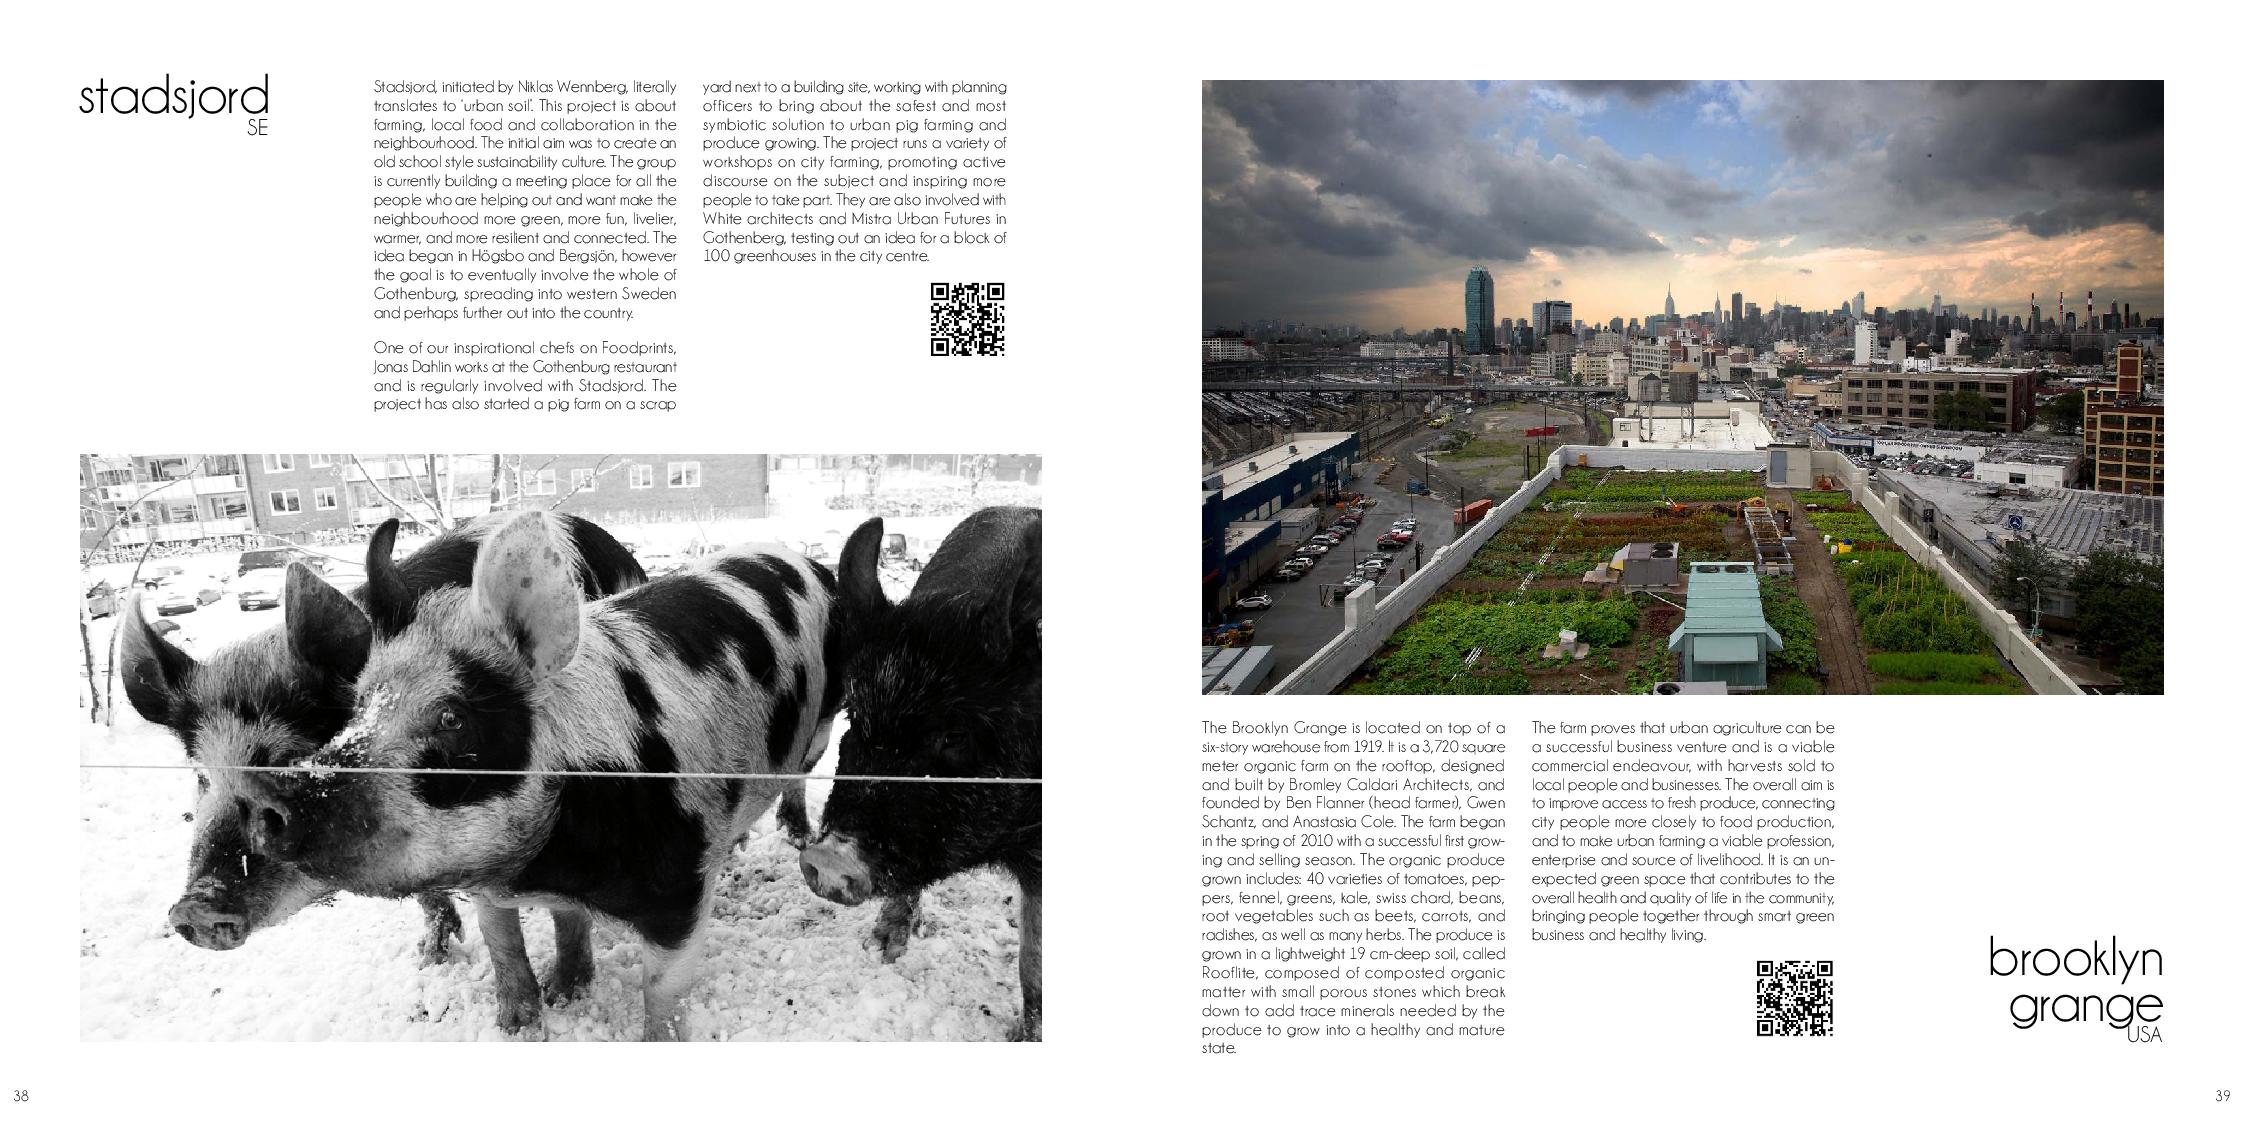 stadsjord
SE
Stadsjord, initiated by Niklas Wennberg, literally
translates to 'urban soil'. This project is about
farming, local food and collaboration in the
neighbourhood. The initial aim was to create an
old school style sustainability culture. The group
is currently building a meeting place for all the
people who are helping out and want make the
neighbourhood more green, more fun, livelier,
warmer, and more resilient and connected. The
idea began in Högsbo and Bergsjön, however
the goal is to eventually involve the whole of
Gothenburg, spreading into western Sweden
and perhaps further out into the country.
One of our inspirational chefs on Foodprints,
Jonas Dahlin works at the Gothenburg restaurant
and is regularly involved with Stadsjord. The
project has also started a pig farm on a scrap
yard next to a building site, working with planning
officers to bring about the safest and most
symbiotic solution to urban pig farming and
produce growing. The project runs a variety of
workshops on city farming, promoting active
discourse on the subject and inspiring more
people to take part. They are also involved with
White architects and Mistra Urban Futures in
Gothenberg, testing out an idea for a block of
100 greenhouses in the city centre.
38
The Brooklyn Grange is located on top of a
six-story warehouse from 1919. It is a 3,720 square
meter organic farm on the rooftop, designed
and built by Bromley Caldari Architects, and
founded by Ben Flanner (head farmer), Gwen
Schantz, and Anastasia Cole. The farm began
in the spring of 2010 with a successful first grow-
ing and selling season. The organic produce
grown includes: 40 varieties of tomatoes, pep-
pers, fennel, greens, kale, swiss chard, beans,
root vegetables such as beets, carrots, and
radishes, as well as many herbs. The produce is
grown in a lightweight 19 cm-deep soil, called
Rooflite, composed of composted organic
matter with small porous stones which break
down to add trace minerals needed by the
produce to grow into a healthy and mature
state.
The farm proves that urban agriculture can be
a successful business venture and is a viable
commercial endeavour, with harvests sold to
local people and businesses. The overall aim is
to improve access to fresh produce, connecting
city people more closely to food production,
and to make urban farming a viable profession,
enterprise and source of livelihood. It is an un-
expected green space that contributes to the
overall health and quality of life in the community,
bringing people together through smart green
business and healthy living.
brooklyn
grange
USA
39